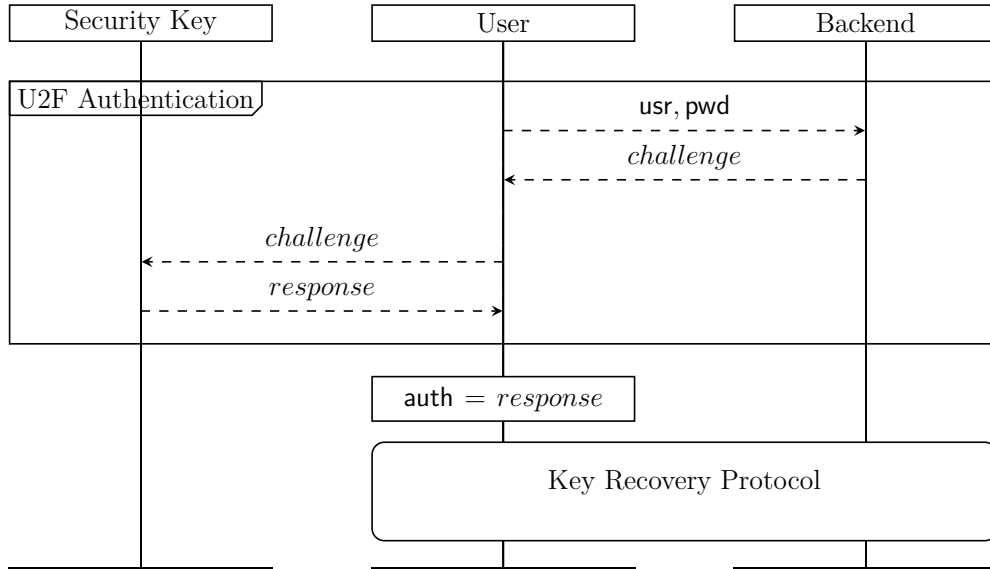 Security Key
User
Backend
U2F Authentication
usr, pwd
challenge
challenge
response
auth = response
Key Recovery Protocol